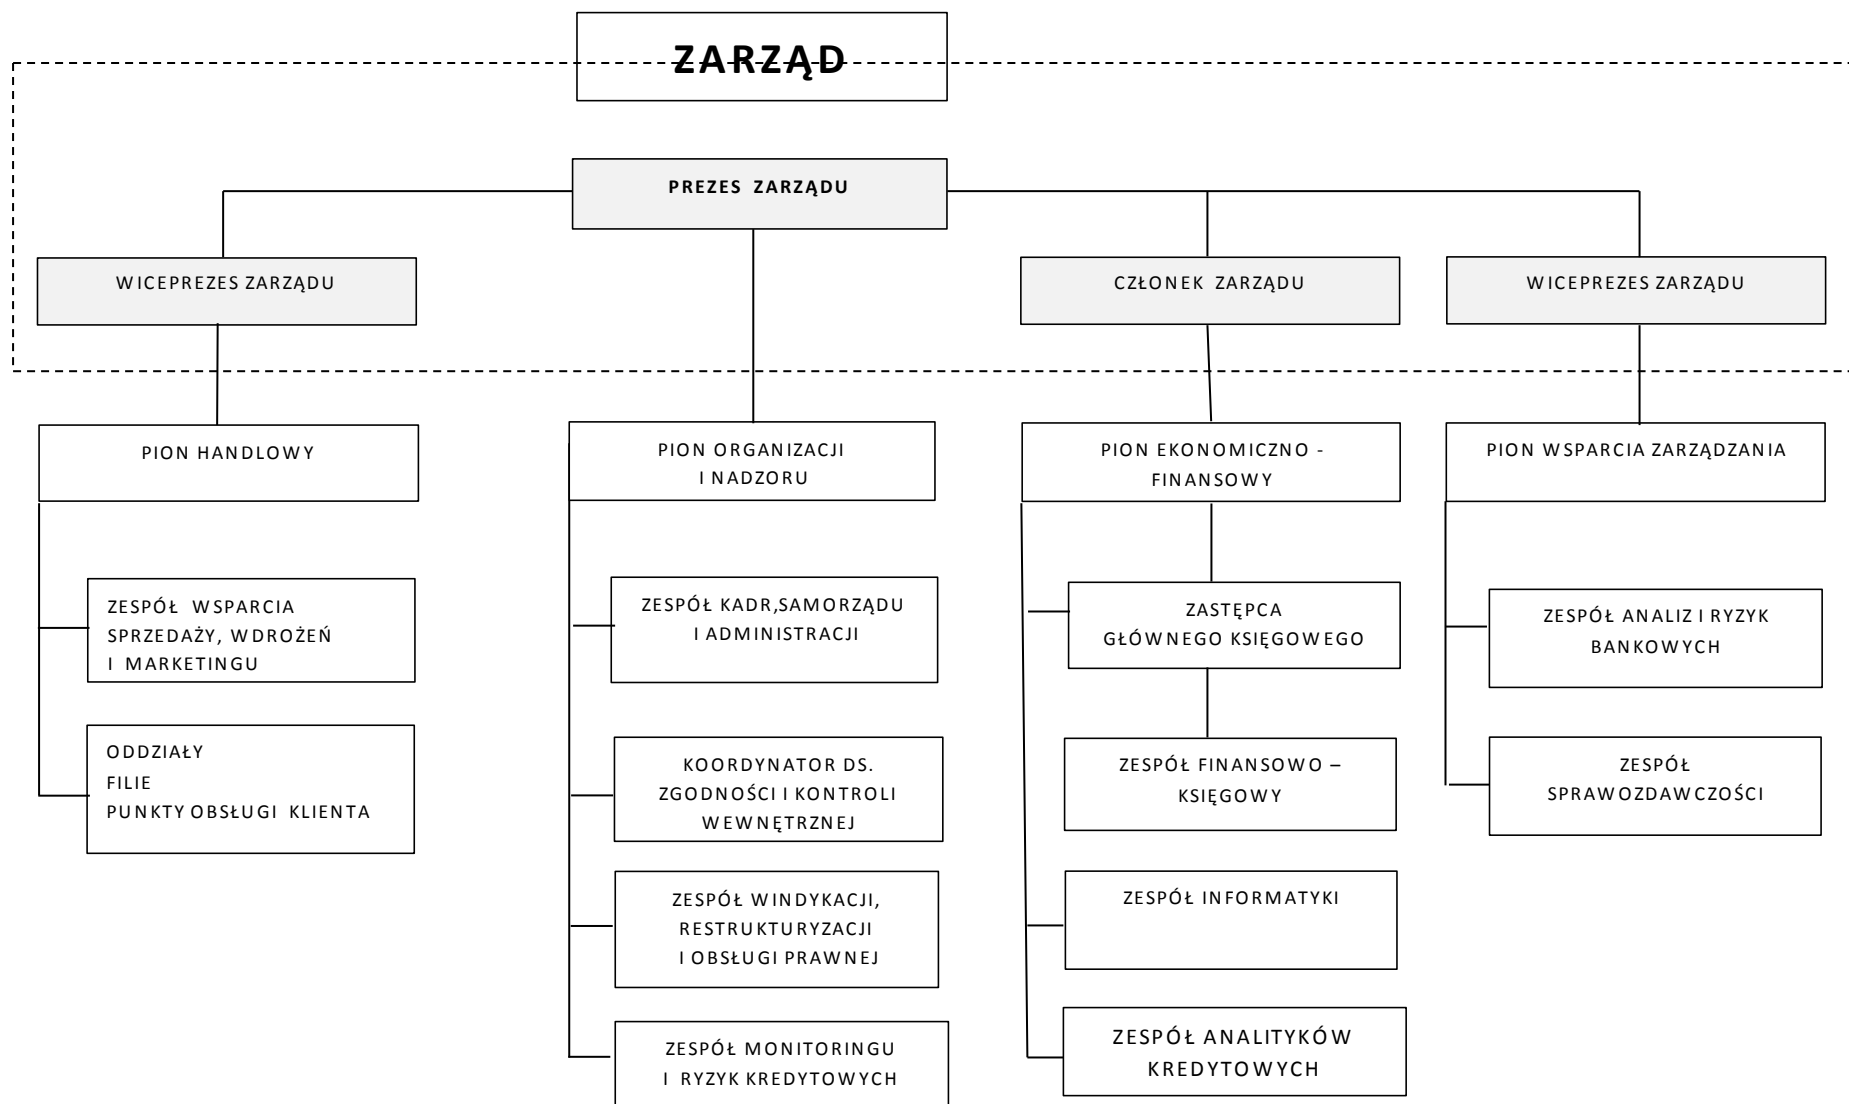 ZARZĄD
PREZES ZARZĄDU
WICEPREZES ZARZĄDU
CZŁONEK ZARZĄDU
WICEPREZES ZARZĄDU
PION HANDLOWY
PION ORGANIZACJI
I NADZORU
PION EKONOMICZNO -
FINANSOWY
PION WSPARCIA ZARZĄDZANIA
ZESPÓŁ WSPARCIA
SPRZEDAŻY, WDROŻEŃ
I MARKETINGU
ODDZIAŁY
FILIE
PUNKTY OBSŁUGI KLIENTA
ZESPÓŁ KADR,SAMORZĄDU
I ADMINISTRACJI
KOORDYNATOR DS.
ZGODNOŚCI I KONTROLI
WEWNĘTRZNEJ
ZESPÓŁ WINDYKACJI,
RESTRUKTURYZACJI
I OBSŁUGI PRAWNEJ
ZESPÓŁ MONITORINGU
I RYZYK KREDYTOWYCH
ZASTĘPCA
GŁÓWNEGO KSIĘGOWEGO
ZESPÓŁ FINANSOWO –
KSIĘGOWY
ZESPÓŁ INFORMATYKI
ZESPÓŁ ANALITYKÓW
KREDYTOWYCH
ZESPÓŁ ANALIZ I RYZYK
BANKOWYCH
ZESPÓŁ
SPRAWOZDAWCZOŚCI